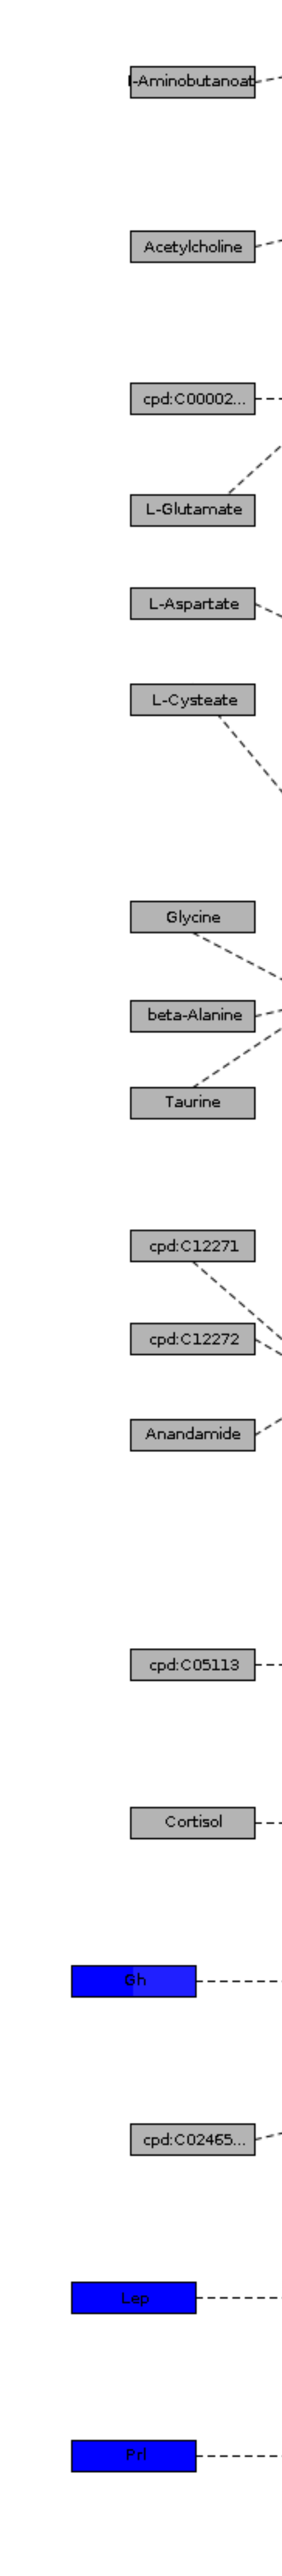 l-Aminobutanoat
Acetylcholine
cpd:C00002...
L-Glutamate
L-Aspartate
L-Cysteate
Glycine
beta-Alanine
Taurine
cpd:C12271
cpd:C12272
Anandamide
cpd:C05113
Cortisol
Gh
cpd:C02465...
Lep
Prl